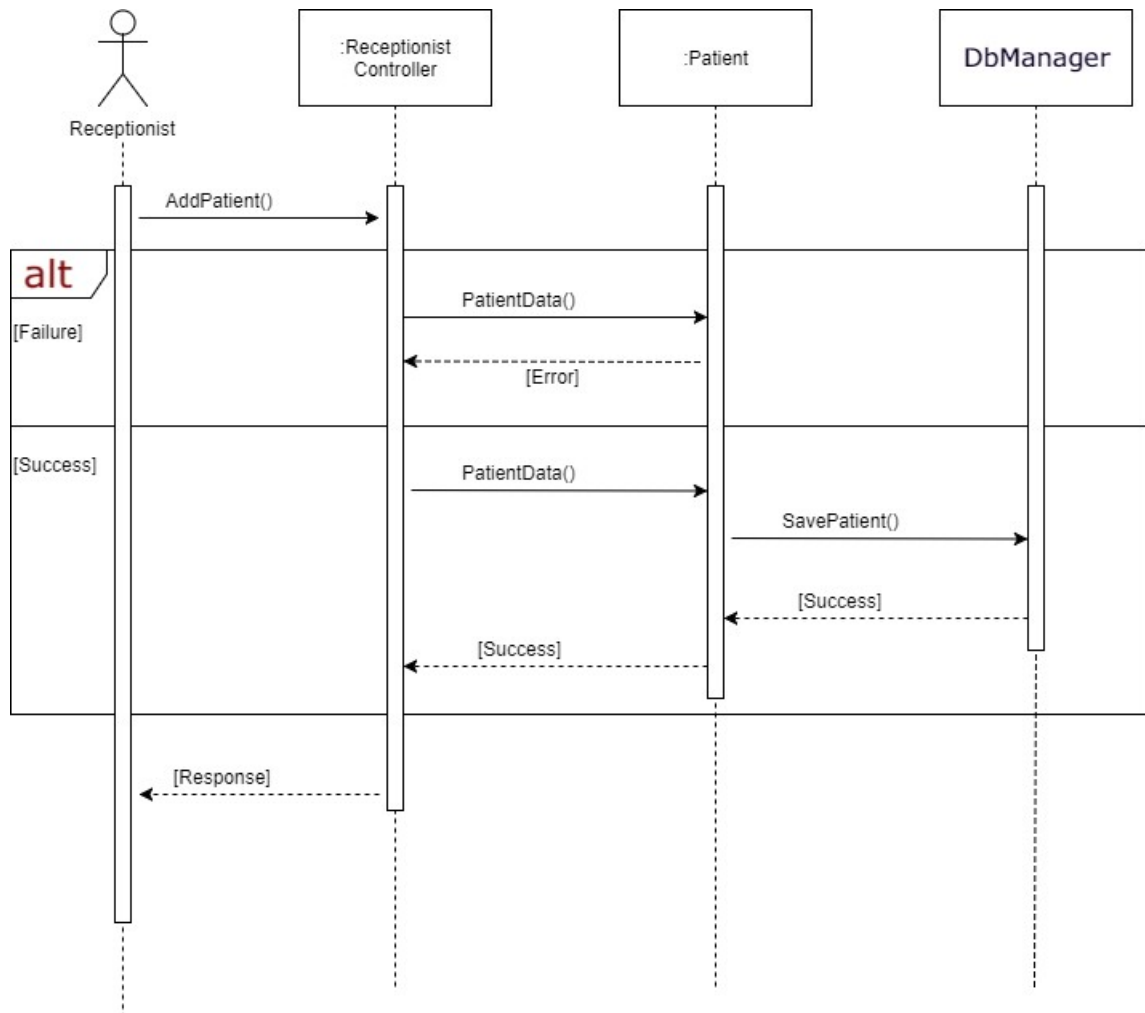 :Receptionist
Controller
:Patient
DbManager
Receptionist
AddPatient()
alt
PatientData()
[Failure]
[Error]
[Success]
PatientData()
SavePatient()
[Success]
[Success]
[Response]